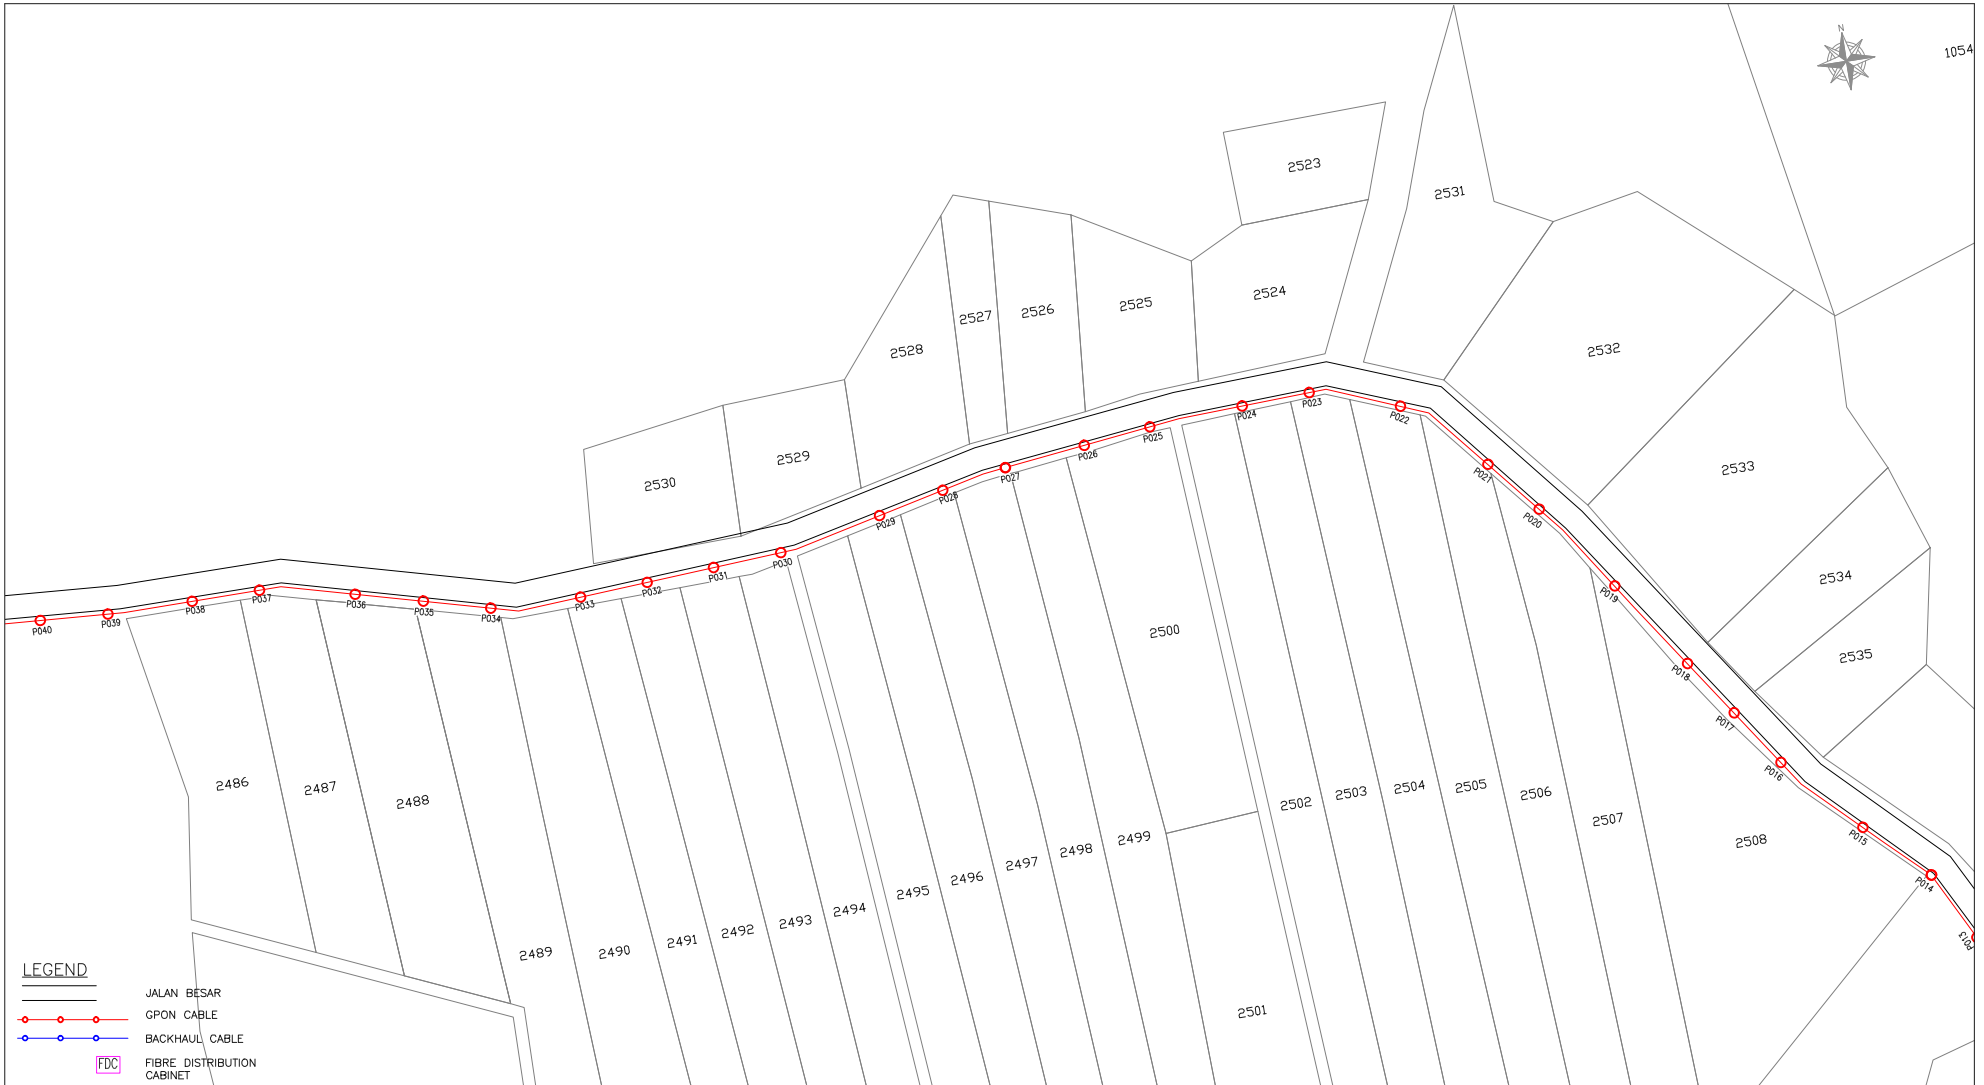 N
1054
2523
2531
2524
2525
2526
2527
2528
2532
2529
2530
2533
2534
2535
P023
P024
P022
P025
P026
P027
P021
P028
P020
P029
P030
P031
P032
P033
P019
P034
P035
P036
P037
P038
P039
P040
P018
P017
P016
P015
P014
P013
2500
2486
2487
2488
2502
2503
2504
2505
2506
2507
2508
2499
2498
2497
2496
2495
2494
2493
2492
2491
2490
2489
2501
LEGEND
JALAN BESAR
GPON CABLE
BACKHAUL CABLE
FDC
FIBRE DISTRIBUTION
CABINET